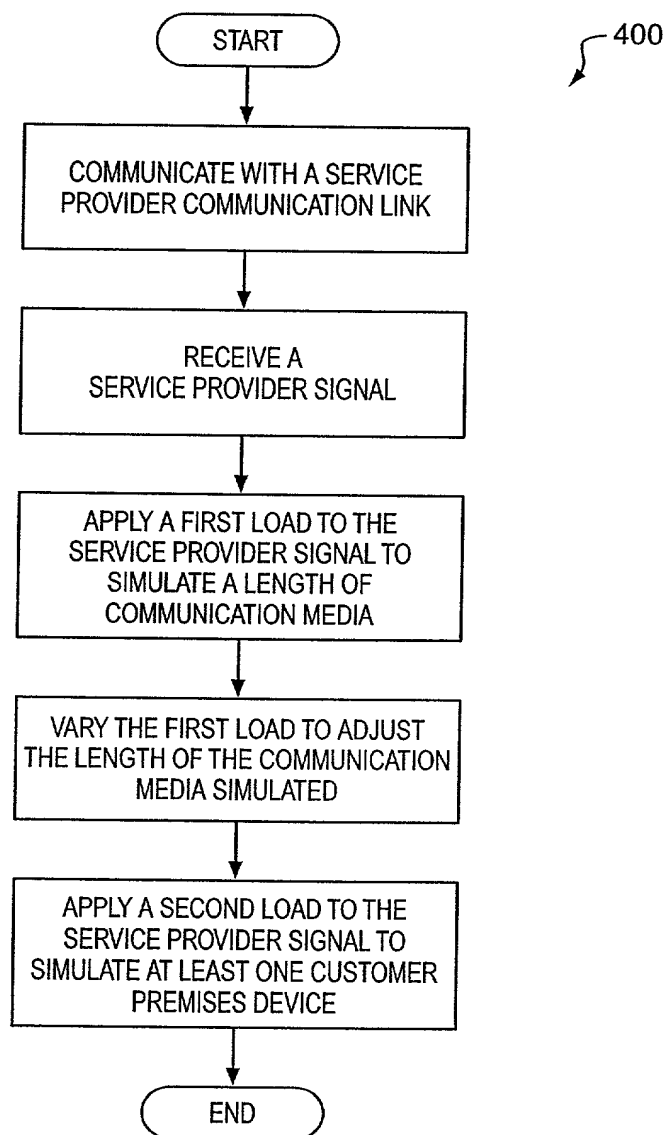 START
400
COMMUNICATE WITH A SERVICE
PROVIDER COMMUNICATION LINK
RECEIVE A
SERVICE PROVIDER SIGNAL
APPLY A FIRST LOAD TO THE
SERVICE PROVIDER SIGNAL TO
SIMULATE A LENGTH OF
COMMUNICATION MEDIA
VARY THE FIRST LOAD TO ADJUST
THE LENGTH OF THE COMMUNICATION
MEDIA SIMULATED
APPLY A SECOND LOAD TO THE
SERVICE PROVIDER SIGNAL TO
SIMULATE AT LEAST ONE CUSTOMER
PREMISES DEVICE
END